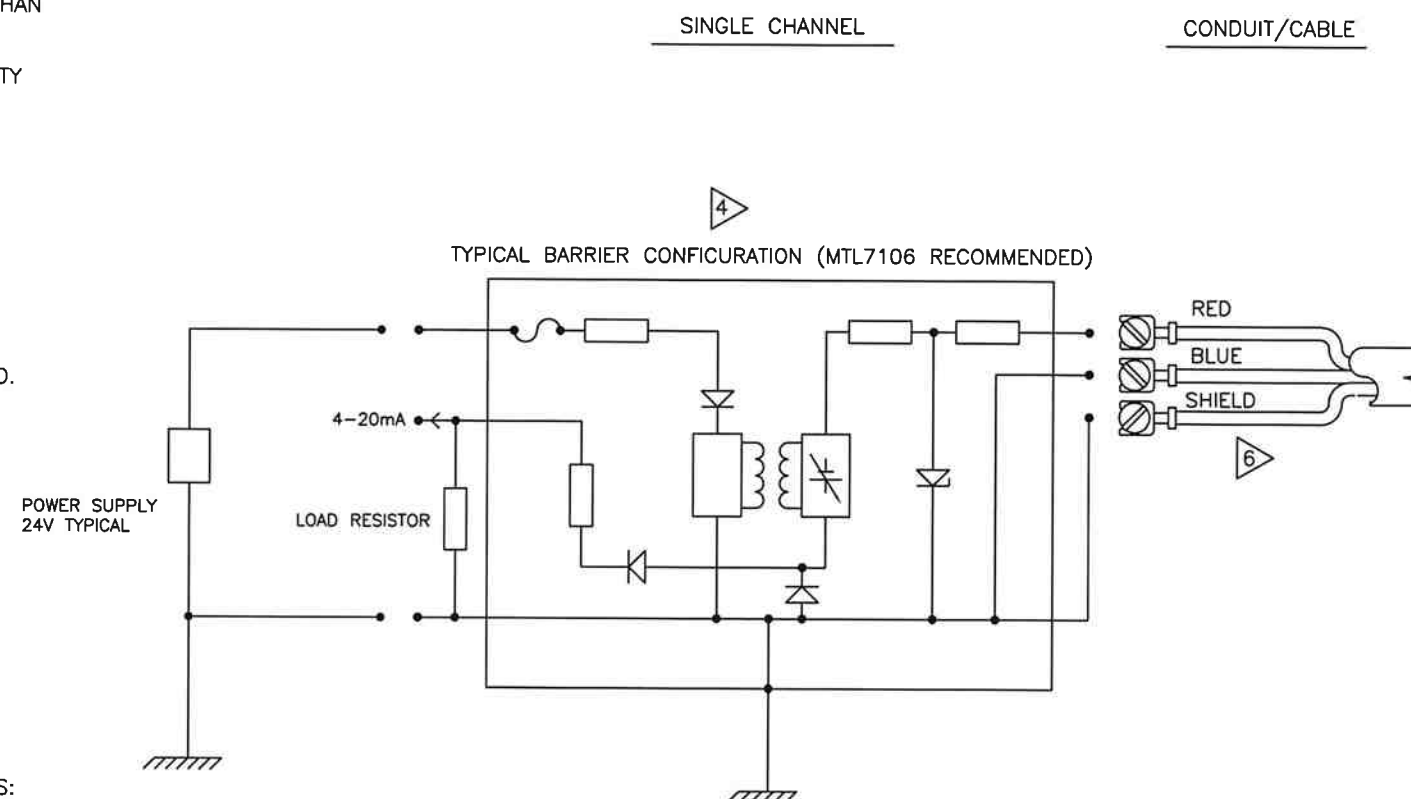 HAN
SINGLE CHANNEL
CONDUIT/CABLE
TY
4
TYPICAL BARRIER CONFICURATION (MTL7106 RECOMMENDED)
RED
BLUE
SHIELD
6
4-20mA
LOAD RESISTOR
POWER SUPPLY
24V TYPICAL
S: